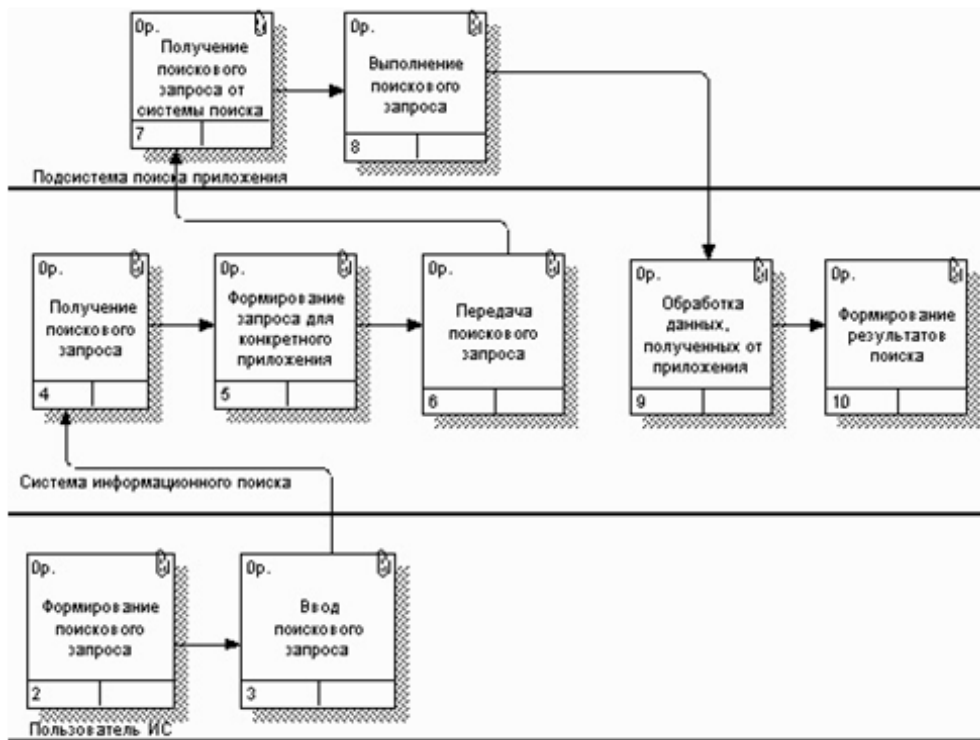 0р.
Получение
поискового
запроса от
системы поиска
7
0р.
Выполнение
поискового
запроса
8
Подсистема поиска приложения
0р.
Получение
поискового
запроса
4
0р.
Формирование
запроса для
конкретного
приложения
5
0р.
Передача
поискового
запроса
6
0р.
Обработка
данных,
полученных от
приложения
9
0р.
Формирование
результатов
поиска
10
Система информационного поиска
0р.
Формирование
поискового
запроса
2
0р.
Ввод
поискового
запроса
3
Пользователь ИС